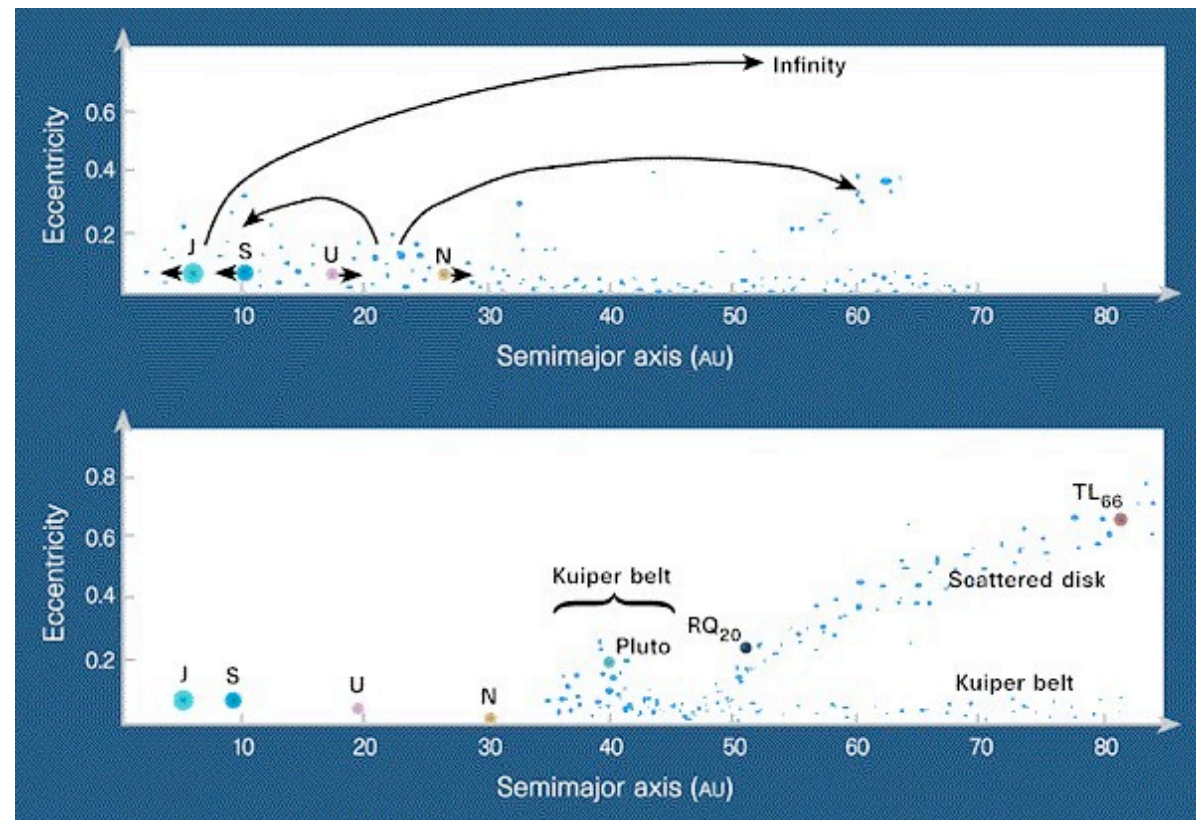 Infinity
Eccentricity
0.6
0.4
0.2
J S U N
10 20 30 40 50 60 70 80
Semimajor axis (AU)
Eccentricity
0.8
0.6
0.4
0.2
TL66
Scattered disk
Kuiper belt
RQ20
Pluto
Kuiper belt
J S U N
10 20 30 40 50 60 70 80
Semimajor axis (AU)